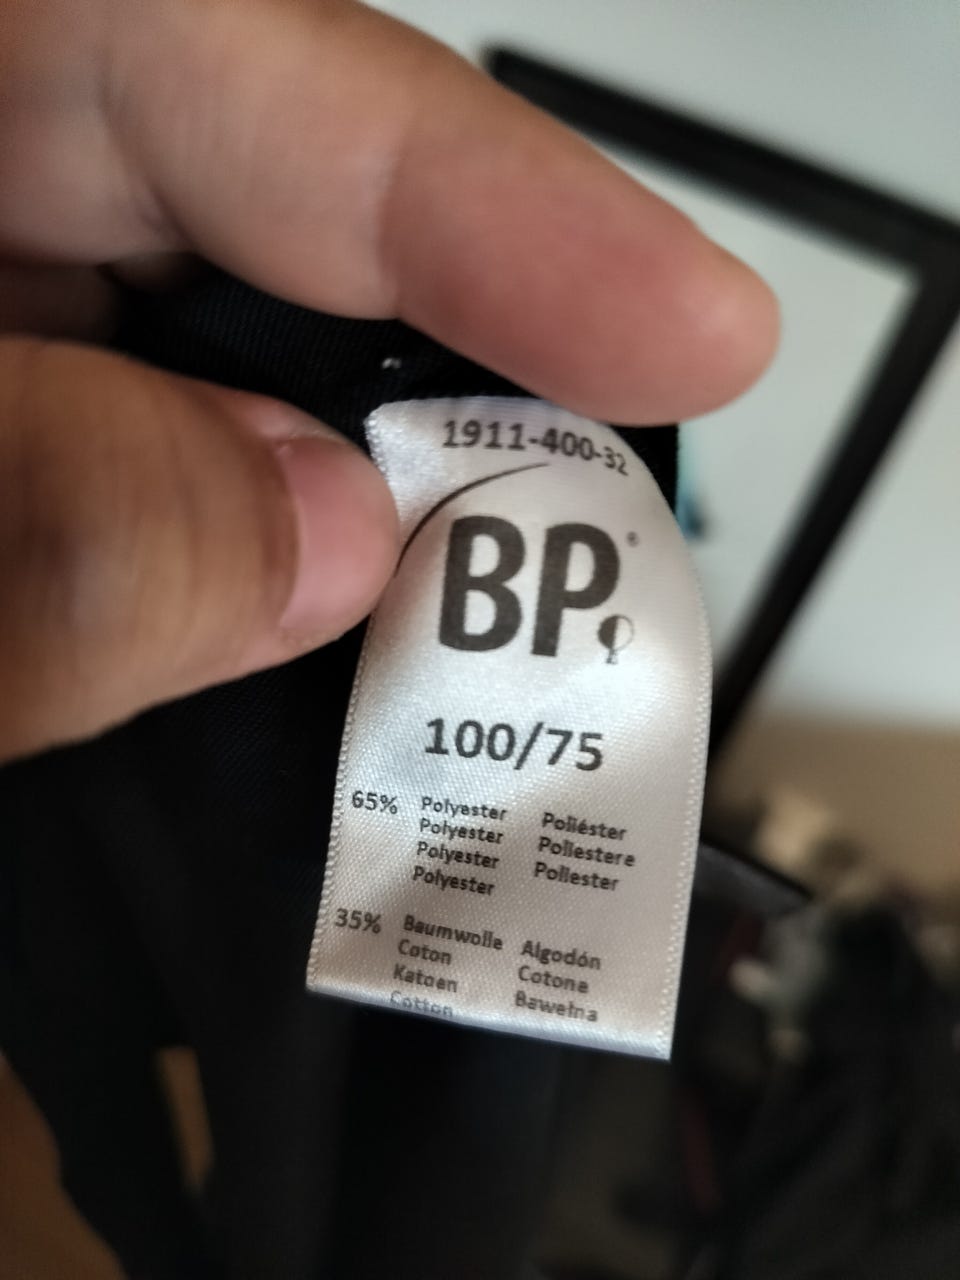 1911-400-32
BP®
100/75
65% Polyester Poliéster
Polyester Poliestere
Polyester Poliester
Polyester
35% Baumwolle Algodón
Coton Cotone
Katoen Bawełna
Cotton